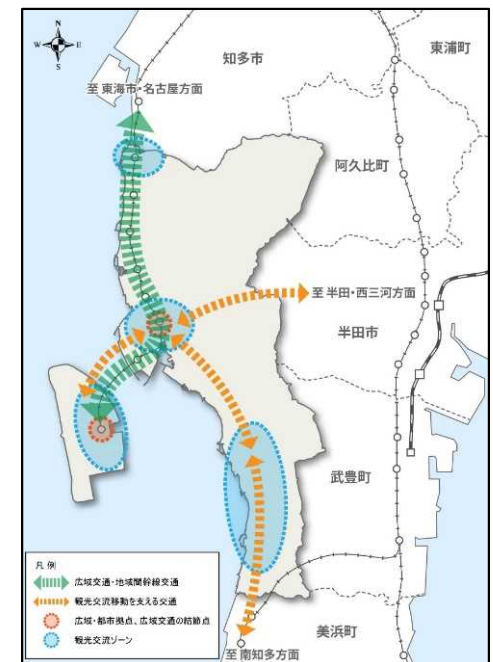 N
W E
S
東浦町
知多市
至 東海市・名古屋方面
阿久比町
至 半田・西三河方面
半田市
武豊町
美浜町
至 南知多方面
凡 例
広域交通・地域間幹線交通
観光交流移動を支える交通
広域・都市拠点、広域交通の結節点
観光交流ゾーン